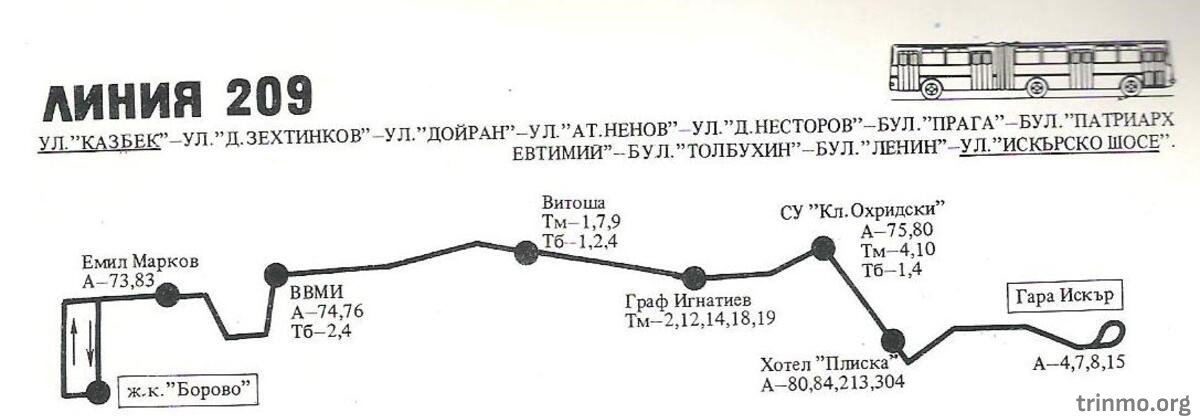 ЛИНИЯ 209
УЛ."КАЗБЕК"–УЛ."Д.ЗЕХТИНКОВ"–УЛ."ДОЙРАН"–УЛ."АТ.НЕНОВ"–УЛ."Д.НЕСТОРОВ"–БУЛ."ПРАГА"–БУЛ."ПАТРИАРХ
ЕВТИМИЙ"–БУЛ."ТОЛБУХИН"–БУЛ."ЛЕНИН"–УЛ."ИСКЪРСКО ШОСЕ".
Емил Марков
А–73,83
ж.к."Борово"
ВВМИ
А–74,76
Тб–2,4
Витоша
Тм–1,7,9
Тб–1,2,4
Граф Игнатиев
Тм–2,12,14,18,19
СУ "Кл.Охридски"
А–75,80
Тм–4,10
Тб–1,4
Хотел "Плиска"
А–80,84,213,304
Гара Искър
А–4,7,8,15
trinmo.org